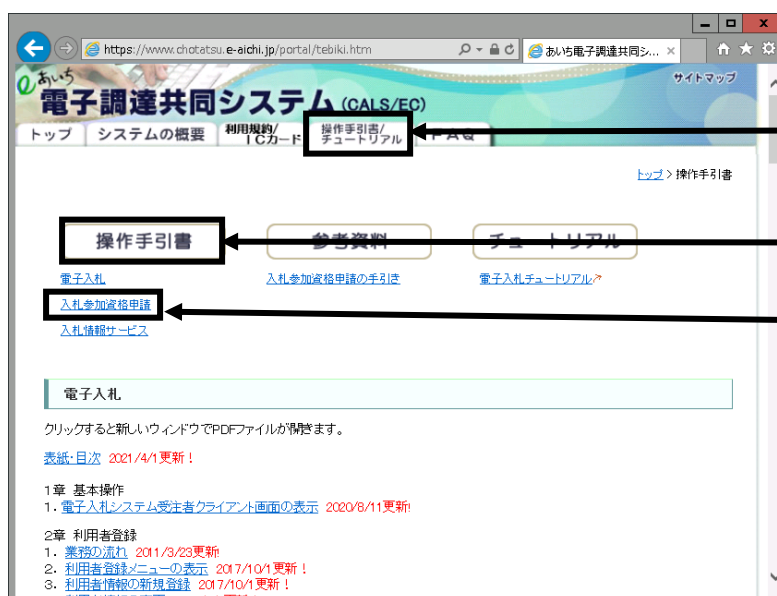 https://www.chotatsu.e-aichi.jp/portal/tebiki.htm
あいち電子調達共同シ...
あいち
電子調達共同システム (CALS/EC)
サイトマップ
トップ
システムの概要
利用規約/
ICカード
操作手引書/
チュートリアル
FAQ
トップ > 操作手引書
操作手引書
参考資料
チュートリアル
電子入札
入札参加資格申請の手引き
電子入札チュートリアル
入札参加資格申請
入札情報サービス
電子入札
クリックすると新しいウィンドウでPDFファイルが開きます。
表紙・目次 2021/4/1更新！
1章 基本操作
1. 電子入札システム受注者クライアント画面の表示 2020/8/11更新!
2章 利用者登録
1. 業務の流れ 2011/3/23更新!
2. 利用者登録メニューの表示 2017/10/1更新！
3. 利用者情報の新規登録 2017/10/1更新！